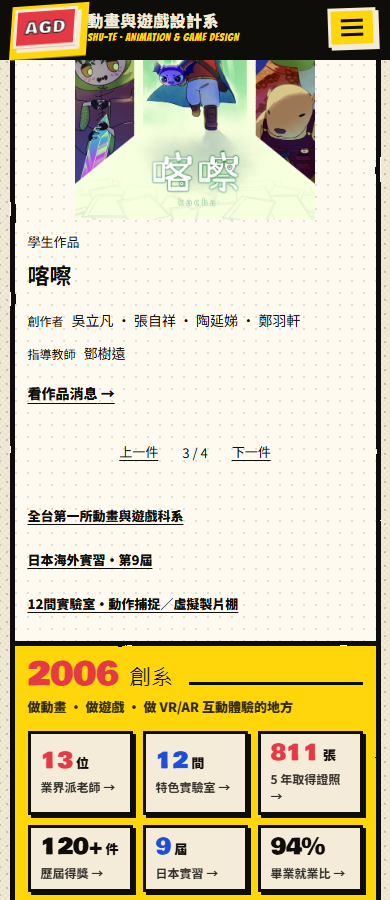 AGD
動畫與遊戲設計系
SHU-TE · ANIMATION & GAME DESIGN
喀嚓
hacha
學生作品
喀嚓
創作者 吳立凡 · 張自祥 · 陶延娣 · 鄭羽軒
指導教師 鄧樹遠
看作品消息 →
上一件 3 / 4 下一件
全台第一所動畫與遊戲科系
日本海外實習・第9屆
12間實驗室・動作捕捉／虛擬製片棚
2006 創系
做動畫 · 做遊戲 · 做 VR/AR 互動體驗的地方
13 位
業界派老師 →
12 間
特色實驗室 →
811 張
5 年取得證照
→
120+ 件
歷屆得獎 →
9 屆
日本實習 →
94%
畢業就業比 →